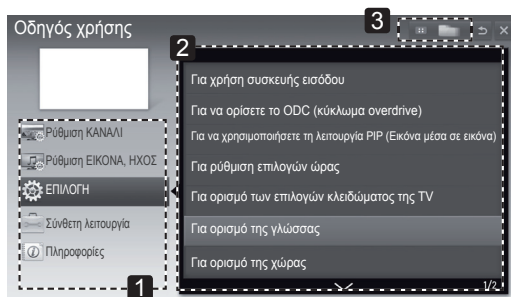 Οδηγός χρήσης
3
2
Ρύθμιση ΚΑΝΑΛΙ
Ρύθμιση ΕΙΚΟΝΑ, ΗΧΟΣ
ΕΠΙΛΟΓΗ
Σύνθετη λειτουργία
Πληροφορίες
1
Για χρήση συσκευής εισόδου
Για να ορίσετε το ODC (κύκλωμα overdrive)
Για να χρησιμοποιήσετε τη λειτουργία PIP (Εικόνα μέσα σε εικόνα)
Για ρύθμιση επιλογών ώρας
Για ορισμό των επιλογών κλειδώματος της TV
Για ορισμό της γλώσσας
Για ορισμό της χώρας
1/2